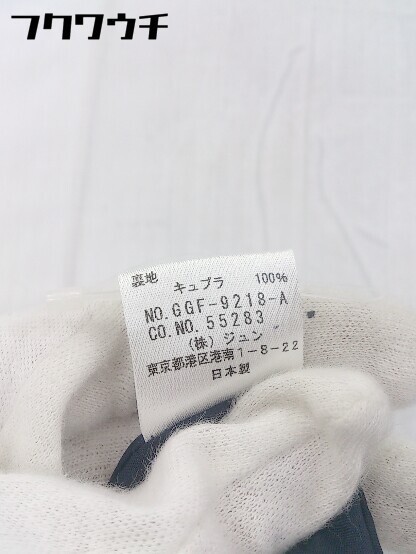 フクワウチ
裏地
キュプラ 100%
NO.GGF-9218-A
CO.NO.55283
(株) ジュン
東京都港区港南1-8-22
日本製